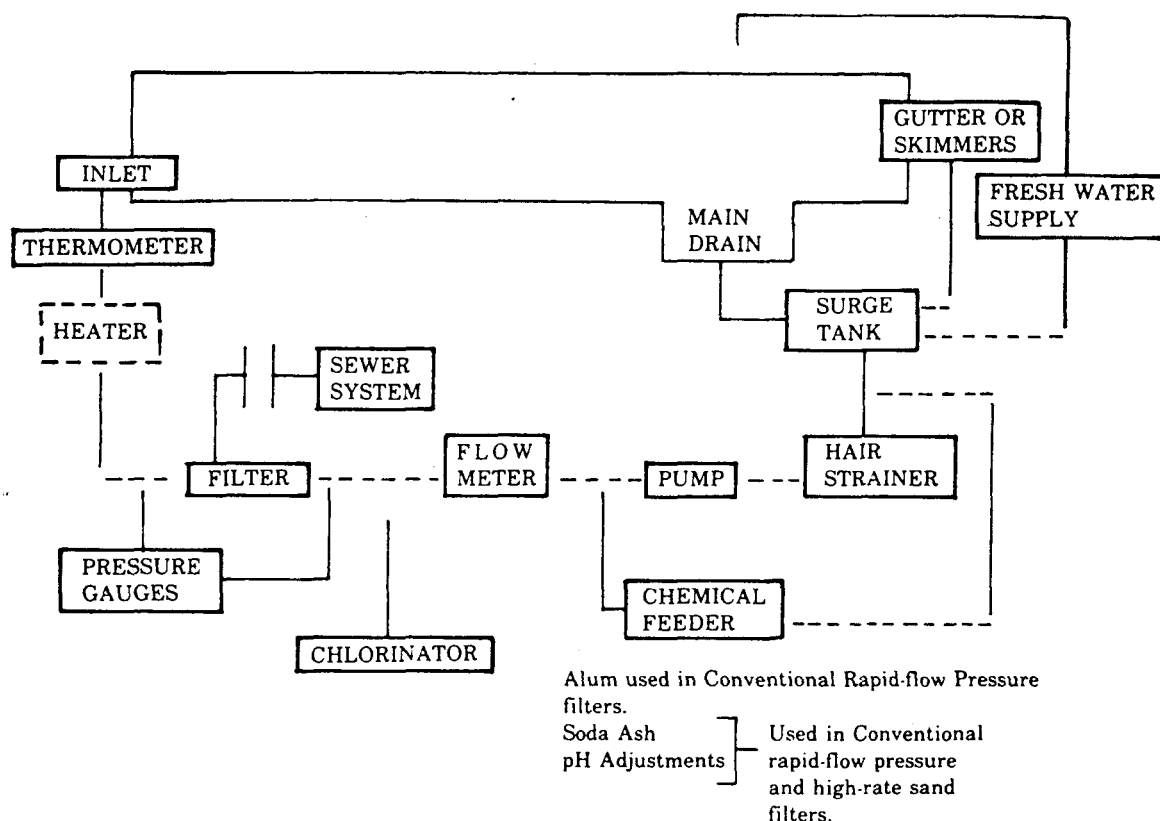 GUTTER OR
SKIMMERS
INLET
FRESH WATER
SUPPLY
MAIN
DRAIN
THERMOMETER
SURGE
TANK
HEATER
SEWER
SYSTEM
FLOW
METER
HAIR
STRAINER
FILTER
PUMP
PRESSURE
GAUGES
CHEMICAL
FEEDER
CHLORINATOR
Alum used in Conventional Rapid-flow Pressure
filters.
Soda Ash
pH Adjustments
Used in Conventional
rapid-flow pressure
and high-rate sand
filters.